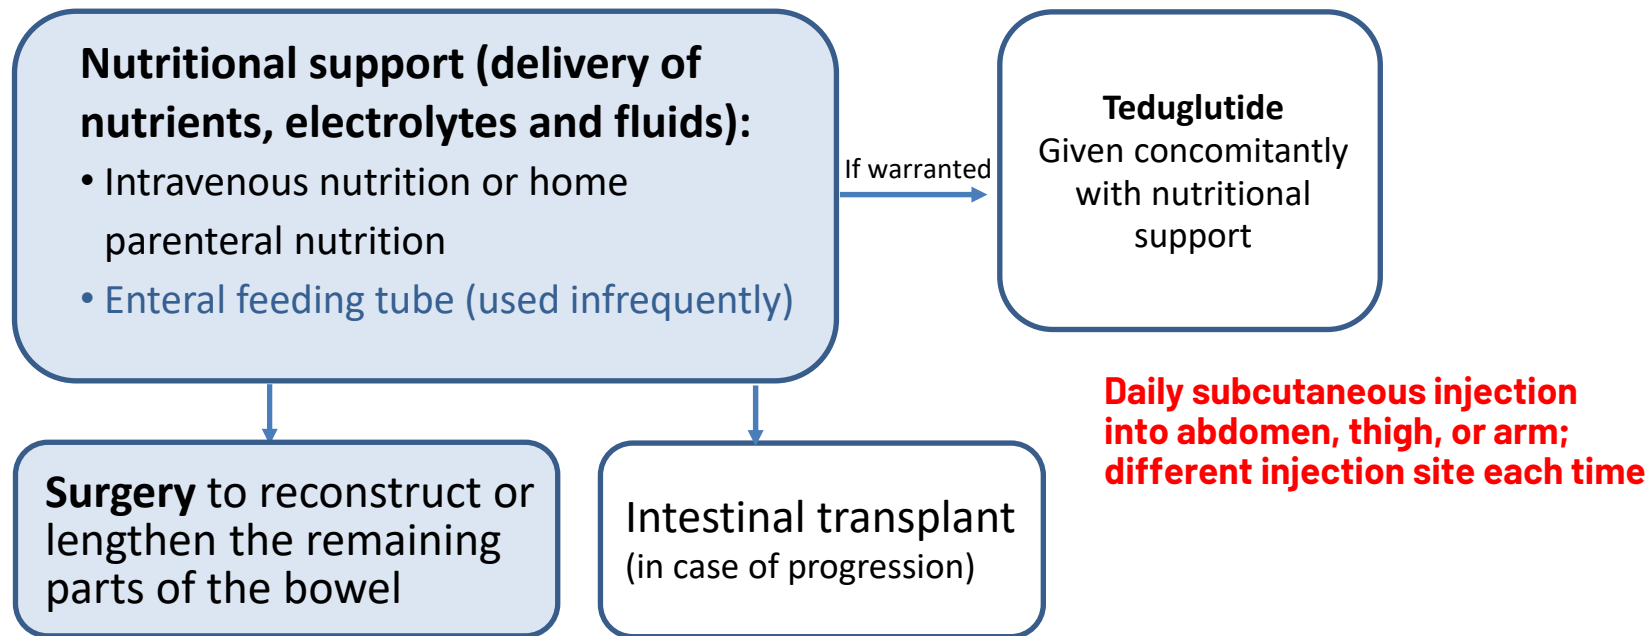 Nutritional support (delivery of
nutrients, electrolytes and fluids):
• Intravenous nutrition or home
parenteral nutrition
• Enteral feeding tube (used infrequently)
If warranted
Teduglutide
Given concomitantly
with nutritional
support
Daily subcutaneous injection
into abdomen, thigh, or arm;
different injection site each time
Surgery to reconstruct or
lengthen the remaining
parts of the bowel
Intestinal transplant
(in case of progression)